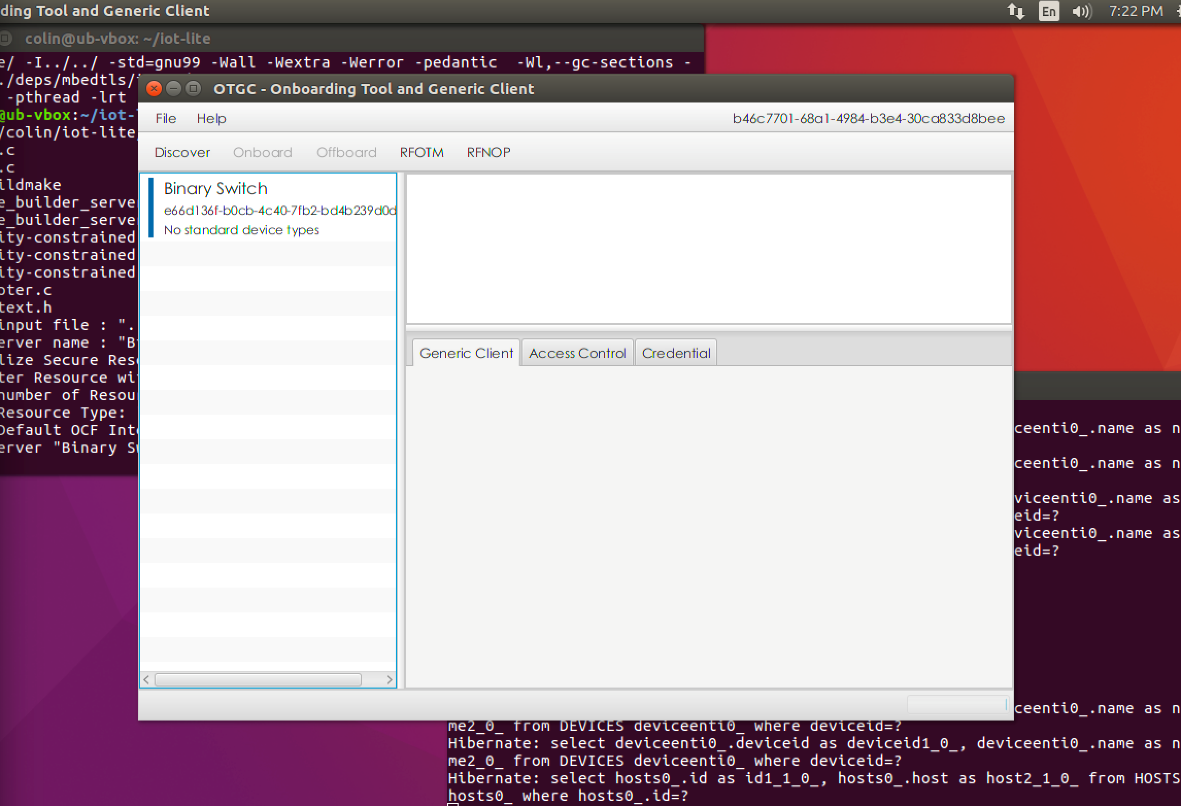 ding Tool and Generic Client
En
7:22 PM
colin@ub-vbox: ~/iot-lite
e/ -I../../ -std=gnu99 -Wall -Wextra -Werror -pedantic -Wl,--gc-sections -
./deps/mbedtls/
-pthread -lrt
@ub-vbox:~/iot-
/colin/iot-lite
.c
.c
ildmake
e_builder_serve
e_builder_serve
ity-constrained
ity-constrained
ity-constrained
oter.c
text.h
input file : ".
erver name : "Bi
lize Secure Res
ter Resource wi
number of Resou
Resource Type:
Default OCF Int
erver "Binary Sw
OTGC - Onboarding Tool and Generic Client
File Help
b46c7701-68a1-4984-b3e4-30ca833d8bee
Discover Onboard Offboard RFOTM RFNOP
Binary Switch
e66d136f-b0cb-4c40-7fb2-bd4b239d0d
No standard device types
Generic Client Access Control Credential
ceenti0_.name as n
ceenti0_.name as n
viceenti0_.name as
eid=?
viceenti0_.name as
eid=?
ceenti0_.name as n
me2_0_ from DEVICES deviceenti0_ where deviceid=?
Hibernate: select deviceenti0_.deviceid as deviceid1_0_, deviceenti0_.name as n
me2_0_ from DEVICES deviceenti0_ where deviceid=?
Hibernate: select hosts0_.id as id1_1_0_, hosts0_.host as host2_1_0_ from HOSTS
hosts0_ where hosts0_.id=?